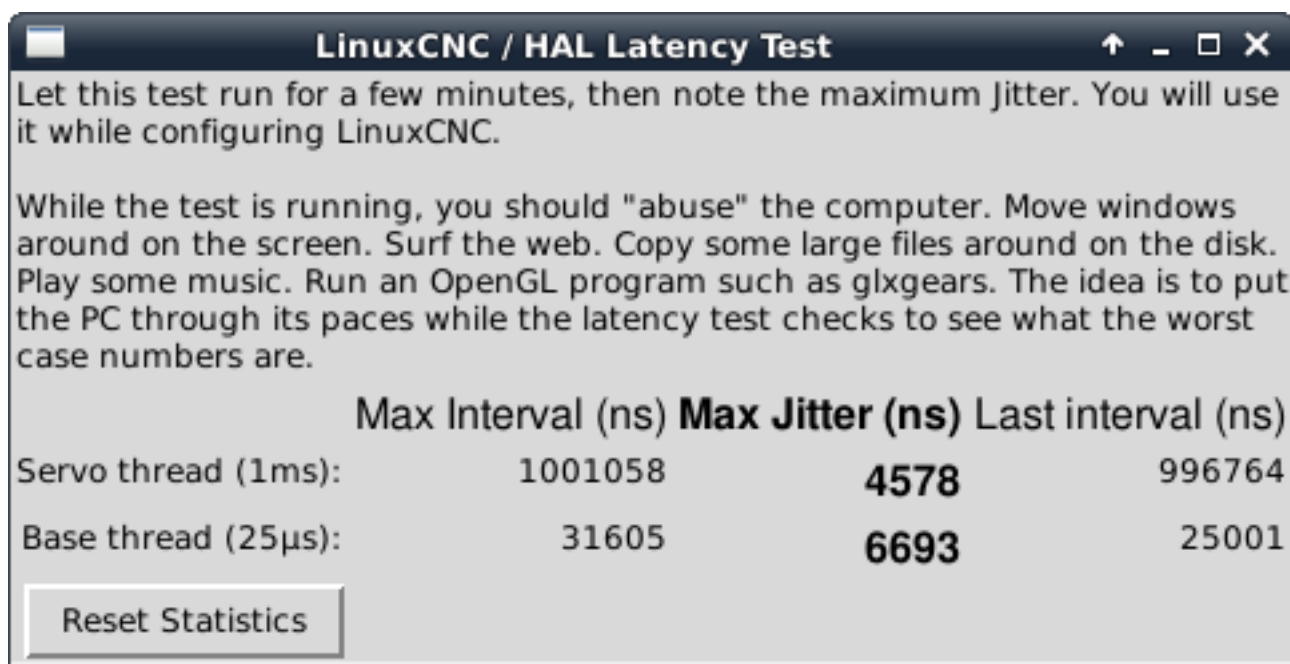 LinuxCNC / HAL Latency Test
Let this test run for a few minutes, then note the maximum Jitter. You will use
it while configuring LinuxCNC.
While the test is running, you should "abuse" the computer. Move windows
around on the screen. Surf the web. Copy some large files around on the disk.
Play some music. Run an OpenGL program such as glxgears. The idea is to put
the PC through its paces while the latency test checks to see what the worst
case numbers are.
Max Interval (ns) Max Jitter (ns) Last interval (ns)
Servo thread (1ms): 1001058 4578 996764
Base thread (25µs): 31605 6693 25001
Reset Statistics